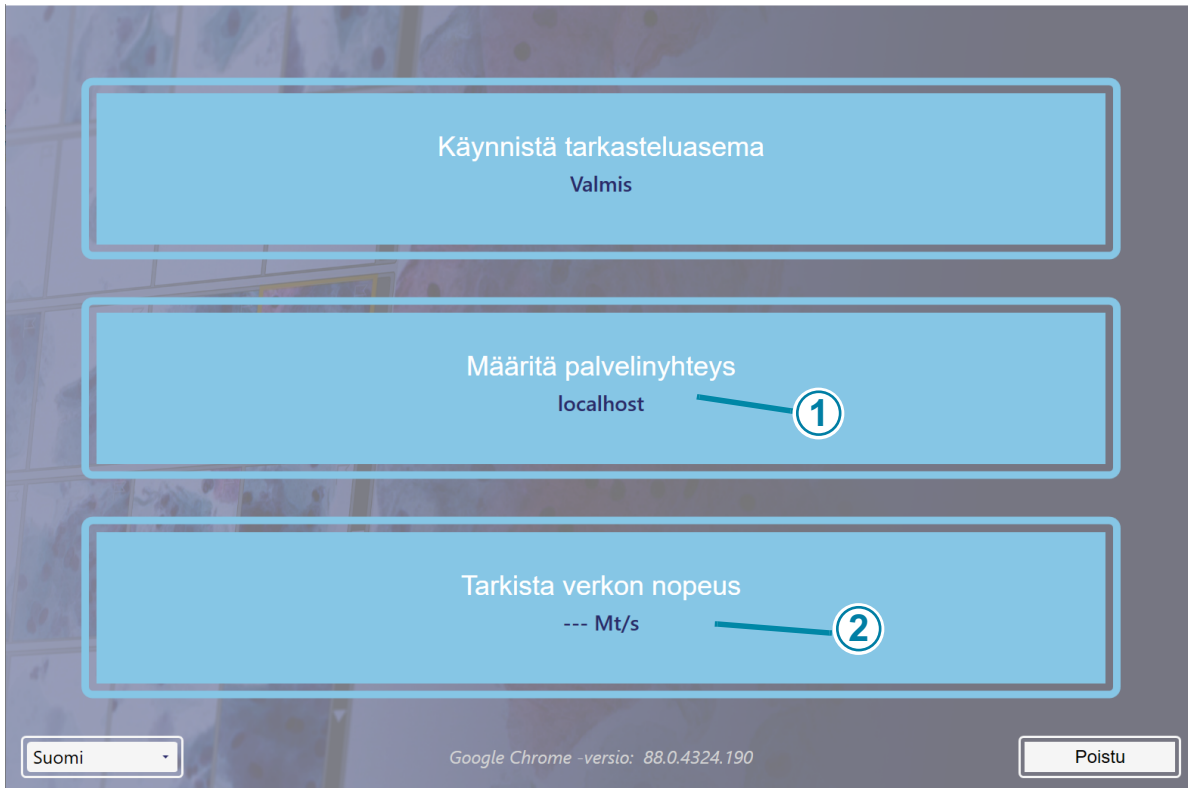 Käynnistä tarkasteluasema
Valmis
Määritä palvelinyhteys
localhost
1
Tarkista verkon nopeus
--- Mt/s
2
Suomi
Google Chrome -versio: 88.0.4324.190
Poistu